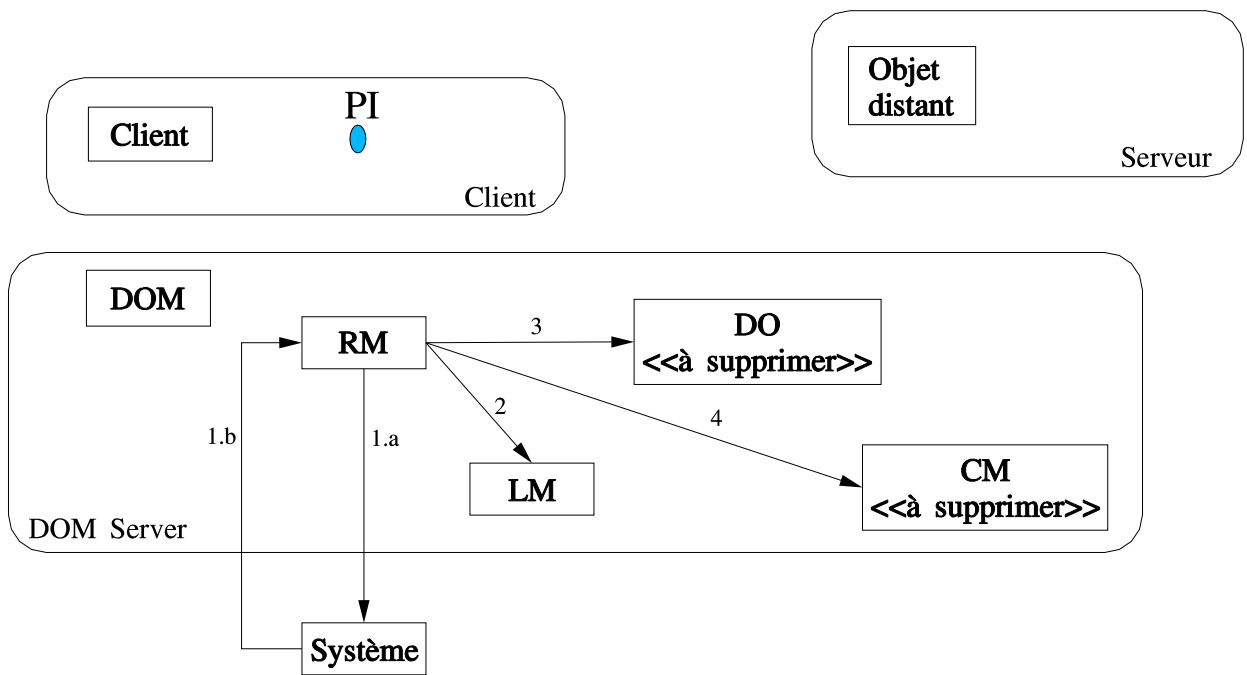 Objet
distant
Serveur
PI
Client
Client
DOM
RM
3
DO
<<à supprimer>>
2
4
1.b
1.a
LM
CM
<<à supprimer>>
DOM Server
Système